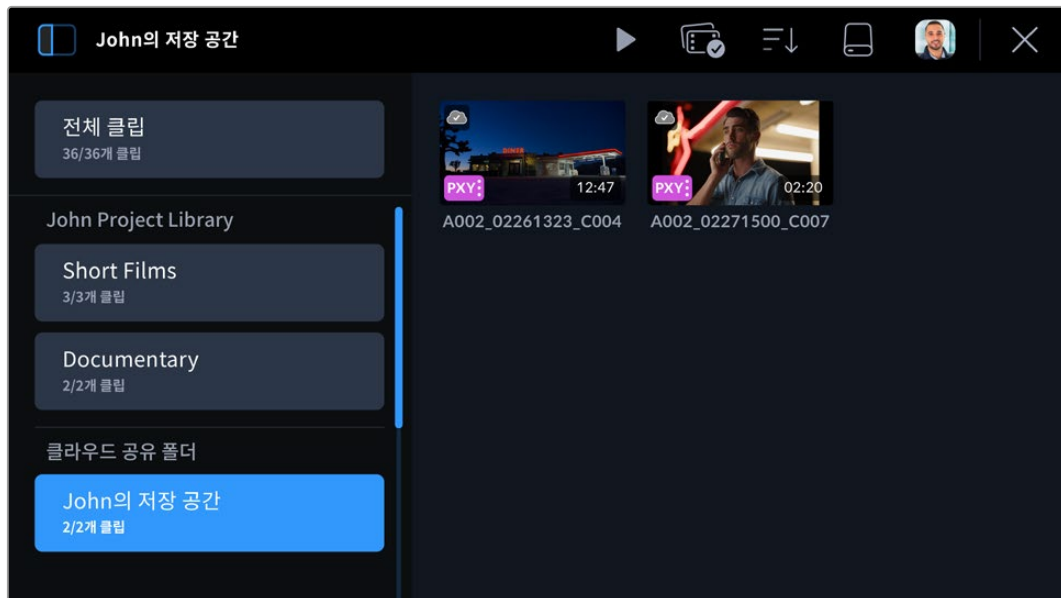 John의 저장 공간
전체 클립
36/36개 클립
John Project Library
Short Films
3/3개 클립
Documentary
2/2개 클립
클라우드 공유 폴더
John의 저장 공간
2/2개 클립
DINER
PXY
12:47
A002_02261323_C004
PXY
02:20
A002_02271500_C007